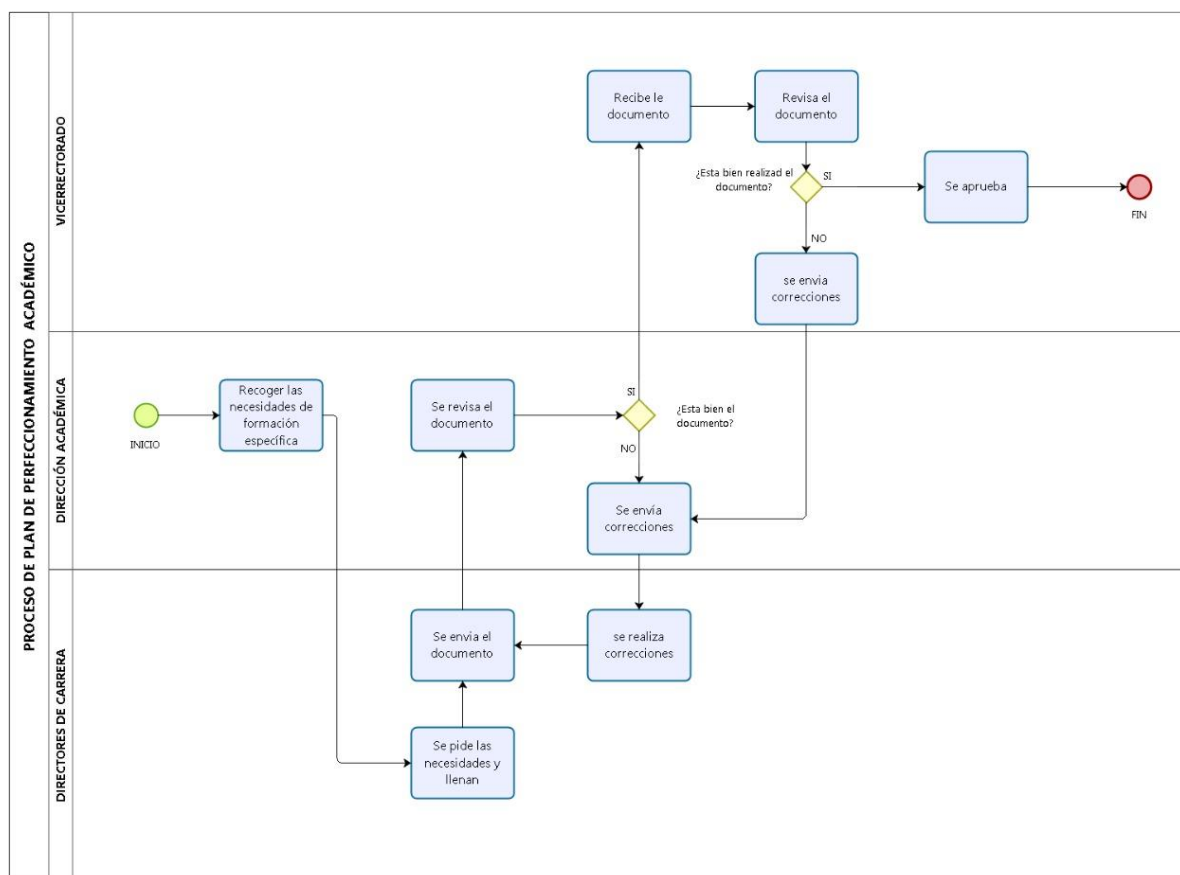 PROCESO DE PLAN DE PERFECCIONAMIENTO ACADÉMICO
VICERRECTORADO
Recibe le
documento
Revisa el
documento
¿Esta bien realizad el
documento?
SI
Se aprueba
FIN
NO
se envia
correcciones
DIRECCIÓN ACADÉMICA
INICIO
Recoger las
necesidades de
formación
específica
Se revisa el
documento
SI
¿Esta bien el
documento?
NO
Se envía
correcciones
DIRECTORES DE CARRERA
Se envia el
documento
se realiza
correcciones
Se pide las
necesidades y
llenan